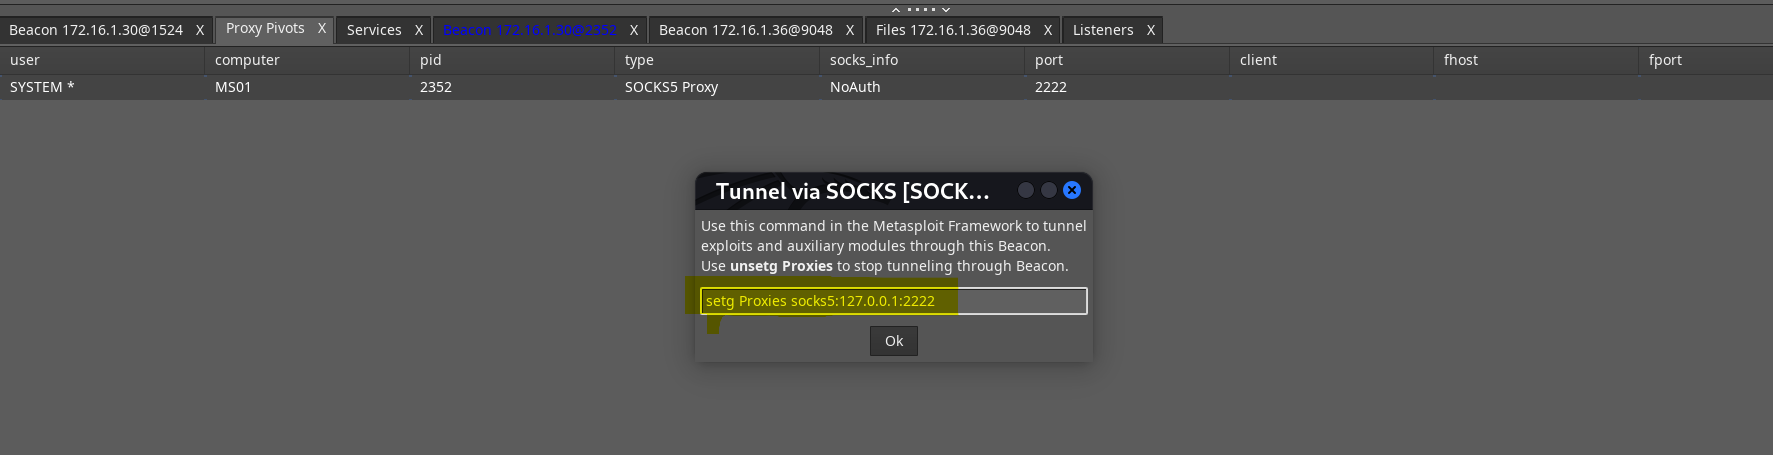 Beacon 172.16.1.30@1524 X Proxy Pivots X Services X Beacon 172.16.1.30@2352 X Beacon 172.16.1.36@9048 X Files 172.16.1.36@9048 X Listeners X
user computer pid type socks_info port client fhost fport
SYSTEM * MS01 2352 SOCKS5 Proxy NoAuth 2222
Tunnel via SOCKS [SOCK...
Use this command in the Metasploit Framework to tunnel
exploits and auxiliary modules through this Beacon.
Use unsetg Proxies to stop tunneling through Beacon.
setg Proxies socks5:127.0.0.1:2222
Ok